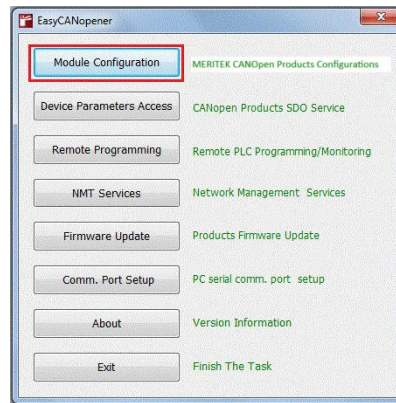 EasyCANopener
Module Configuration
MERITEK CANOpen Products Configurations
Device Parameters Access
CANopen Products SDO Service
Remote Programming
Remote PLC Programming/Monitoring
NMT Services
Network Management Services
Firmware Update
Products Firmware Update
Comm. Port Setup
PC serial comm. port setup
About
Version Information
Exit
Finish The Task